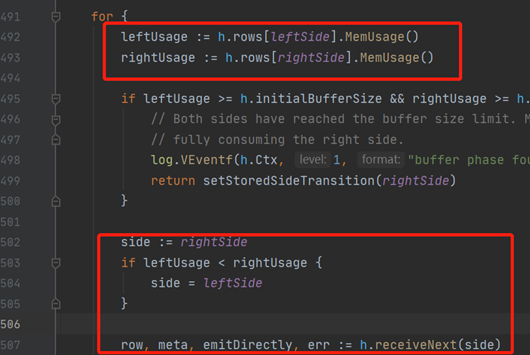 491 for {
492 leftUsage := h.rows[leftSide].MemUsage()
493 rightUsage := h.rows[rightSide].MemUsage()
494
495 if leftUsage >= h.initialBufferSize && rightUsage >= h.
496 // Both sides have reached the buffer size limit. M
497 // fully consuming the right side.
498 log.VEventf(h.Ctx, level: 1, format: "buffer phase fou
499 return setStoredSideTransition(rightSide)
500 }
501
502 side := rightSide
503 if leftUsage < rightUsage {
504 side = leftSide
505 }
506
507 row, meta, emitDirectly, err := h.receiveNext(side)